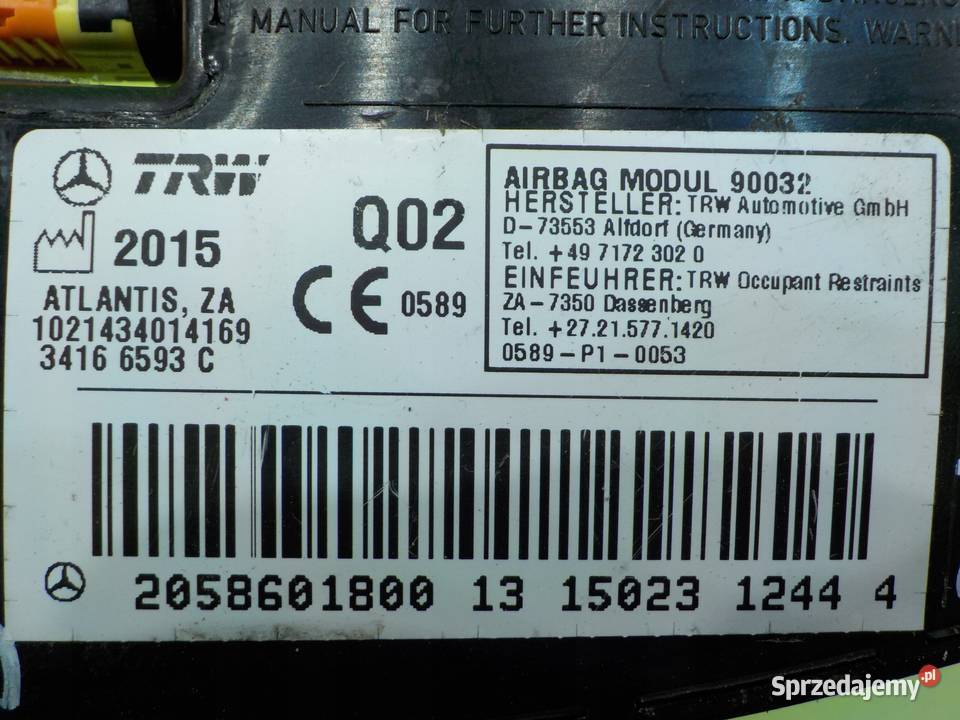 MANUAL FOR FURTHER INSTRUCTIONS.
TRW
2015
Q02
ATLANTIS, ZA
1021434014169
3416 6593 C
CE 0589
AIRBAG MODUL 90032
HERSTELLER: TRW Automotive GmbH
D-73553 Alfdorf (Germany)
Tel. +49 7172 302 0
EINFEUHRER: TRW Occupant Restraints
ZA-7350 Dassenberg
Tel. +27.21.577.1420
0589-P1-0053
2058601800 13 15023 1244 4
Sprzedajemy.pl